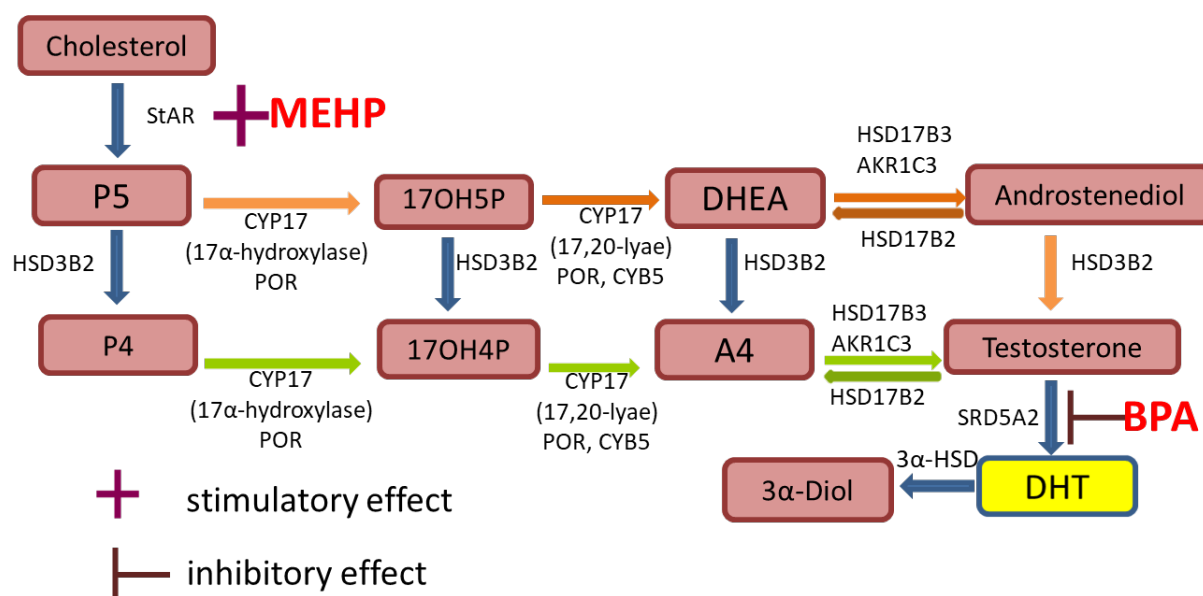 Cholesterol
StAR
MEHP
HSD17B3
AKR1C3
P5
17OH5P
DHEA
Androstenediol
CYP17
(17α-hydroxylase)
POR
CYP17
(17,20-lyae)
POR, CYB5
HSD17B2
HSD3B2
HSD3B2
HSD3B2
HSD3B2
HSD17B3
AKR1C3
P4
17OH4P
A4
Testosterone
CYP17
(17α-hydroxylase)
POR
CYP17
(17,20-lyae)
POR, CYB5
HSD17B2
SRD5A2
BPA
3α-HSD
3α-Diol
DHT
stimulatory effect
inhibitory effect